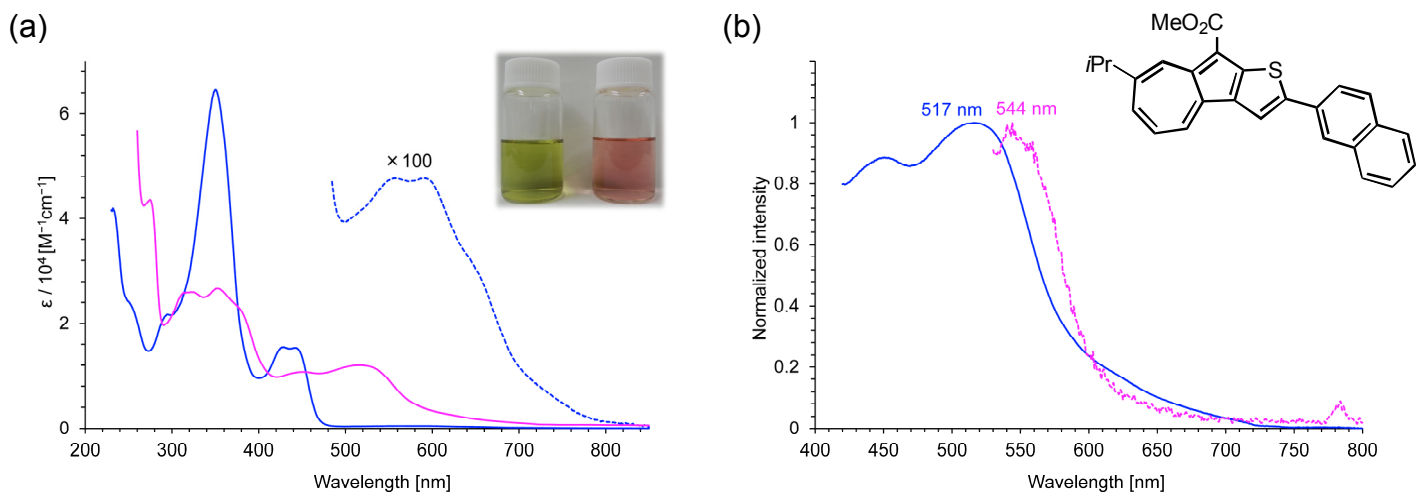 (a)
6
4
2
0
ε / 10⁴ [M⁻¹cm⁻¹]
× 100
200 300 400 500 600 700 800
Wavelength [nm]
(b)
MeO₂C
iPr
S
517 nm 544 nm
1
0.8
0.6
0.4
0.2
0
Normalized intensity
400 450 500 550 600 650 700 750 800
Wavelength [nm]